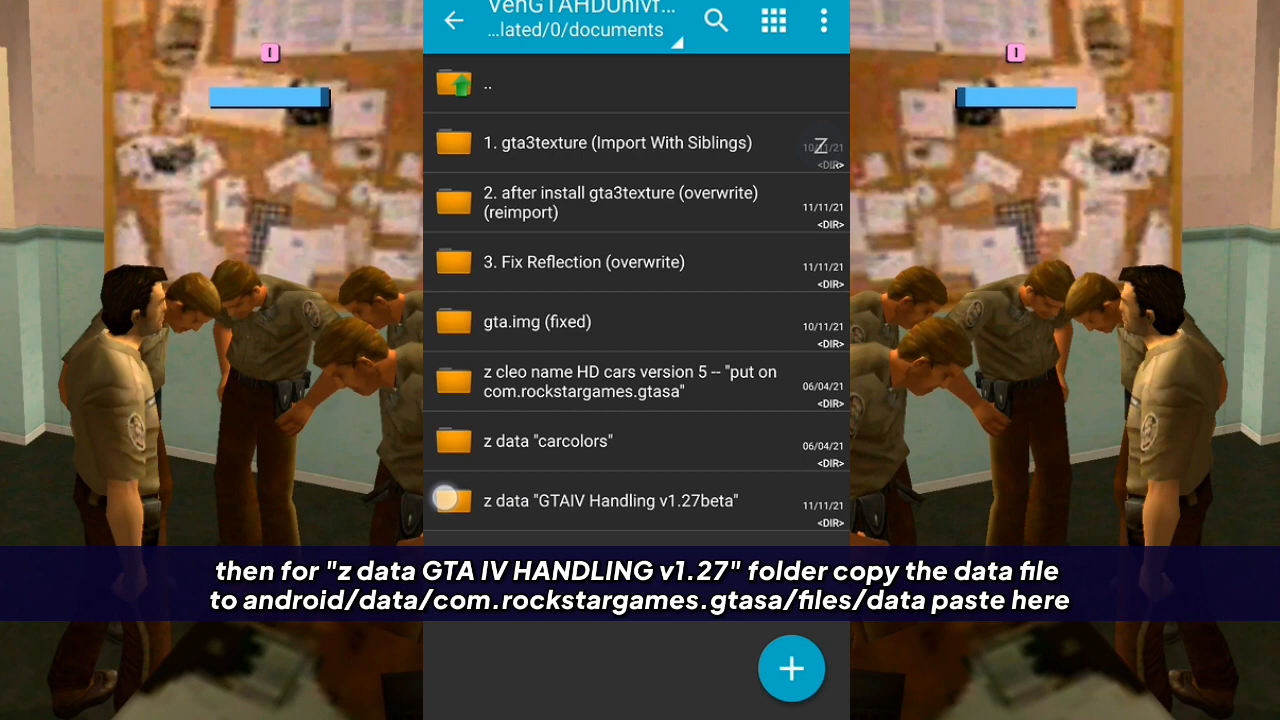 VenGTAHDUnivf...
...lated/0/documents
..
1. gta3texture (Import With Siblings)
Z
<DIR>
2. after install gta3texture (overwrite)
(reimport)
11/11/21
<DIR>
3. Fix Reflection (overwrite)
11/11/21
<DIR>
gta.img (fixed)
10/11/21
<DIR>
z cleo name HD cars version 5 -- "put on
com.rockstargames.gtasa"
06/04/21
<DIR>
z data "carcolors"
06/04/21
<DIR>
z data "GTAIV Handling v1.27beta"
11/11/21
<DIR>
then for "z data GTA IV HANDLING v1.27" folder copy the data file
to android/data/com.rockstargames.gtasa/files/data paste here